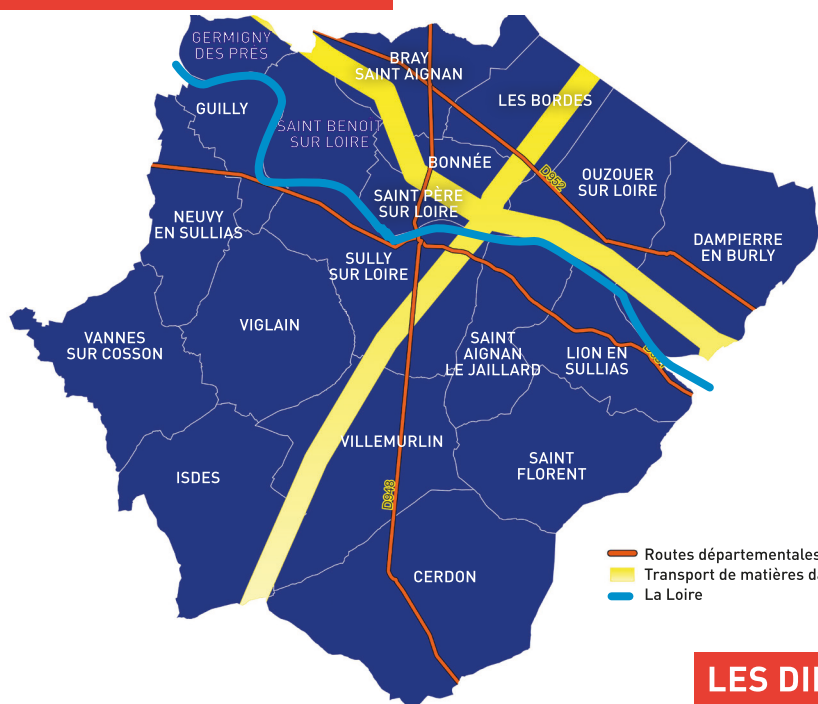 GERMIGNY
DES PRES
BRAY
SAINT AIGNAN
LES BORDES
GUILLY
SAINT BENOIT
SUR LOIRE
BONNÉE
D952
OUZOUER
SUR LOIRE
SAINT PÈRE
SUR LOIRE
NEUVY
EN SULLIAS
DAMPIERRE
EN BURLY
SULLY
SUR LOIRE
VIGLAIN
VANNES
SUR COSSON
SAINT
AIGNAN
LE JAILLARD
LION EN
SULLIAS
VILLEMURLIN
SAINT
FLORENT
ISDES
D948
CERDON
Routes départementales
Transport de matières da
La Loire
LES DI